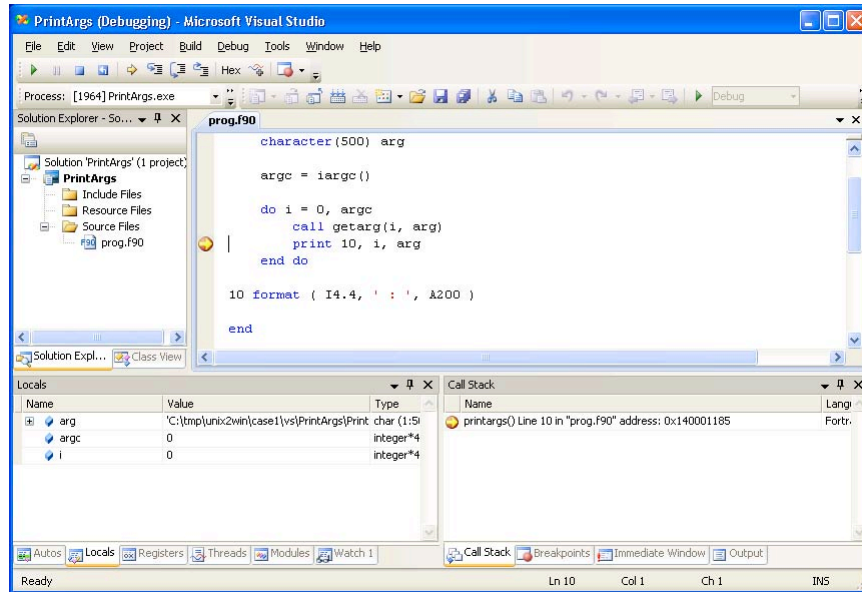 PrintArgs (Debugging) - Microsoft Visual Studio
File Edit View Project Build Debug Tools Window Help
Hex
Process: [1964] PrintArgs.exe Debug
Solution Explorer - So...
Solution 'PrintArgs' (1 project)
PrintArgs
Include Files
Resource Files
Source Files
F90 prog.f90
Solution Expl... Class View
prog.f90
character(500) arg
argc = iargc()
do i = 0, argc
call getarg(i, arg)
print 10, i, arg
end do
10 format ( I4.4, ' : ', A200 )
end
Locals
Name Value Type
arg 'C:\tmp\unix2win\case1\vs\PrintArgs\Print char (1:5
argc 0 integer*4
i 0 integer*4
Autos Locals Registers Threads Modules Watch 1
Call Stack
Name Langu
printargs() Line 10 in "prog.f90" address: 0x140001185 Fortr
Call Stack Breakpoints Immediate Window Output
Ready Ln 10 Col 1 Ch 1 INS